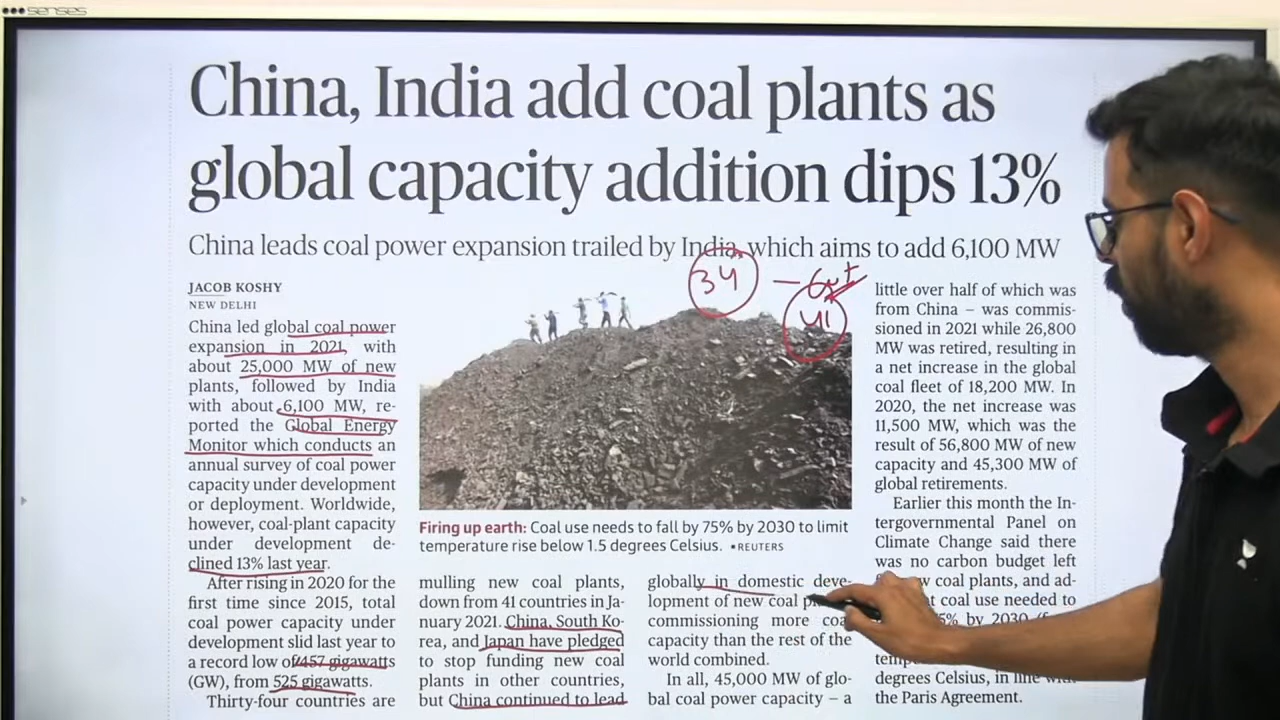 senses
China, India add coal plants as
global capacity addition dips 13%
China leads coal power expansion trailed by India, which aims to add 6,100 MW
JACOB KOSHY
NEW DELHI
China led global coal power
expansion in 2021, with
about 25,000 MW of new
plants, followed by India
with about 6,100 MW, re-
ported the Global Energy
Monitor which conducts an
annual survey of coal power
capacity under development
or deployment. Worldwide,
however, coal-plant capacity
under development de-
clined 13% last year.
After rising in 2020 for the
first time since 2015, total
coal power capacity under
development slid last year to
a record low of 457 gigawatts
(GW), from 525 gigawatts.
Thirty-four countries are
34
41
Firing up earth: Coal use needs to fall by 75% by 2030 to limit
temperature rise below 1.5 degrees Celsius. •REUTERS
mulling new coal plants,
down from 41 countries in Ja-
nuary 2021. China, South Ko-
rea, and Japan have pledged
to stop funding new coal
plants in other countries,
but China continued to lead
globally in domestic deve-
lopment of new coal
commissioning more
capacity than the rest of the
world combined.
In all, 45,000 MW of glo-
bal coal power capacity – a
little over half of which was
from China – was commis-
sioned in 2021 while 26,800
MW was retired, resulting in
a net increase in the global
coal fleet of 18,200 MW. In
2020, the net increase was
11,500 MW, which was the
result of 56,800 MW of new
capacity and 45,300 MW of
global retirements.
Earlier this month the In-
tergovernmental Panel on
Climate Change said there
was no carbon budget left
coal plants, and ad-
coal use needed to
by 2030
degrees Celsius, in line
the Paris Agreement.